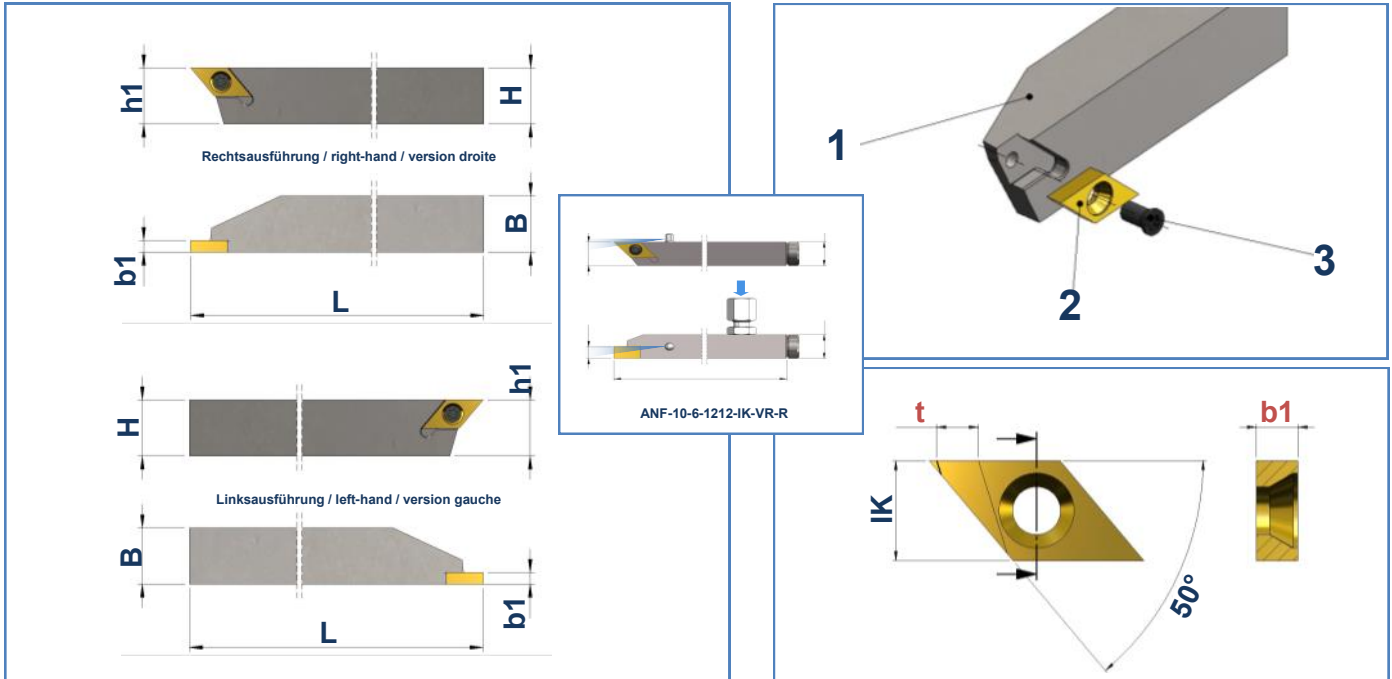 h1
H
Rechtsausführung / right-hand / version droite
B
b1
L
H
h1
Linksausführung / left-hand / version gauche
B
b1
L
ANF-10-6-1212-IK-VR-R
1
2
3
t
b1
IK
50°